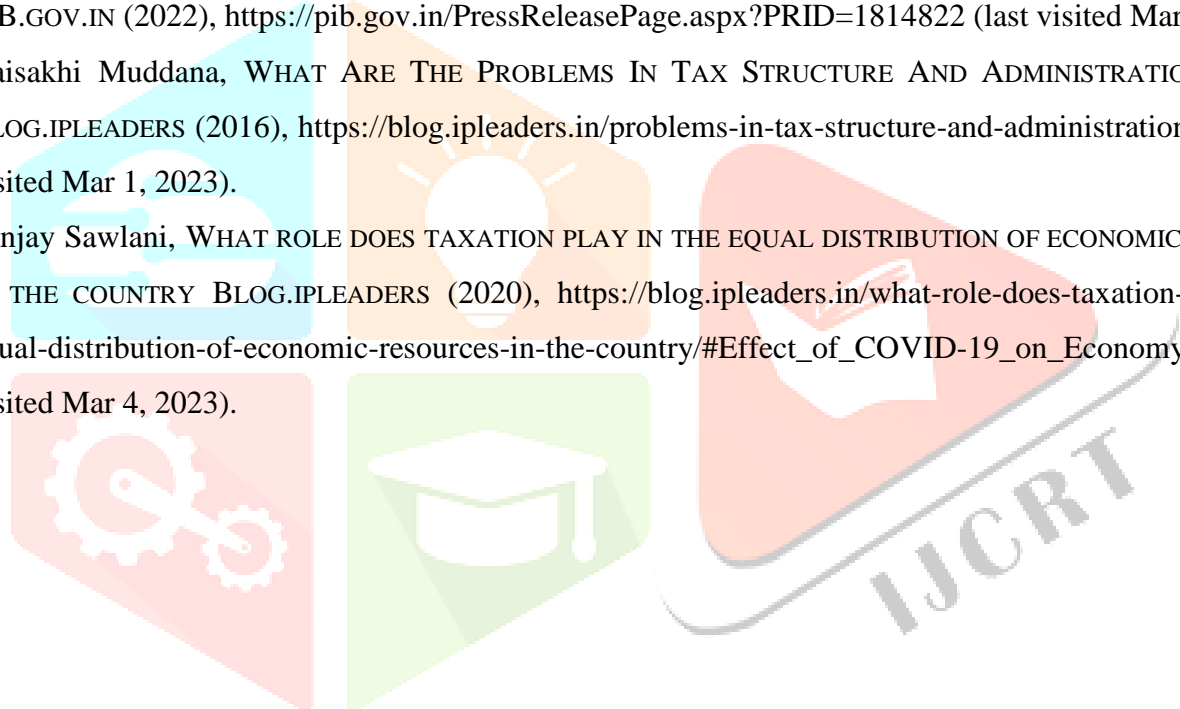 B.GOV.IN (2022), https://pib.gov.in/PressReleasePage.aspx?PRID=1814822 (last visited Mar
aisakhi Muddana, WHAT ARE THE PROBLEMS IN TAX STRUCTURE AND ADMINISTRATIO
LOG.IPLEADERS (2016), https://blog.ipleaders.in/problems-in-tax-structure-and-administration
sited Mar 1, 2023).
njay Sawlani, WHAT ROLE DOES TAXATION PLAY IN THE EQUAL DISTRIBUTION OF ECONOMIC
THE COUNTRY BLOG.IPLEADERS (2020), https://blog.ipleaders.in/what-role-does-taxation-
ual-distribution-of-economic-resources-in-the-country/#Effect_of_COVID-19_on_Economy
sited Mar 4, 2023).
IJCRT